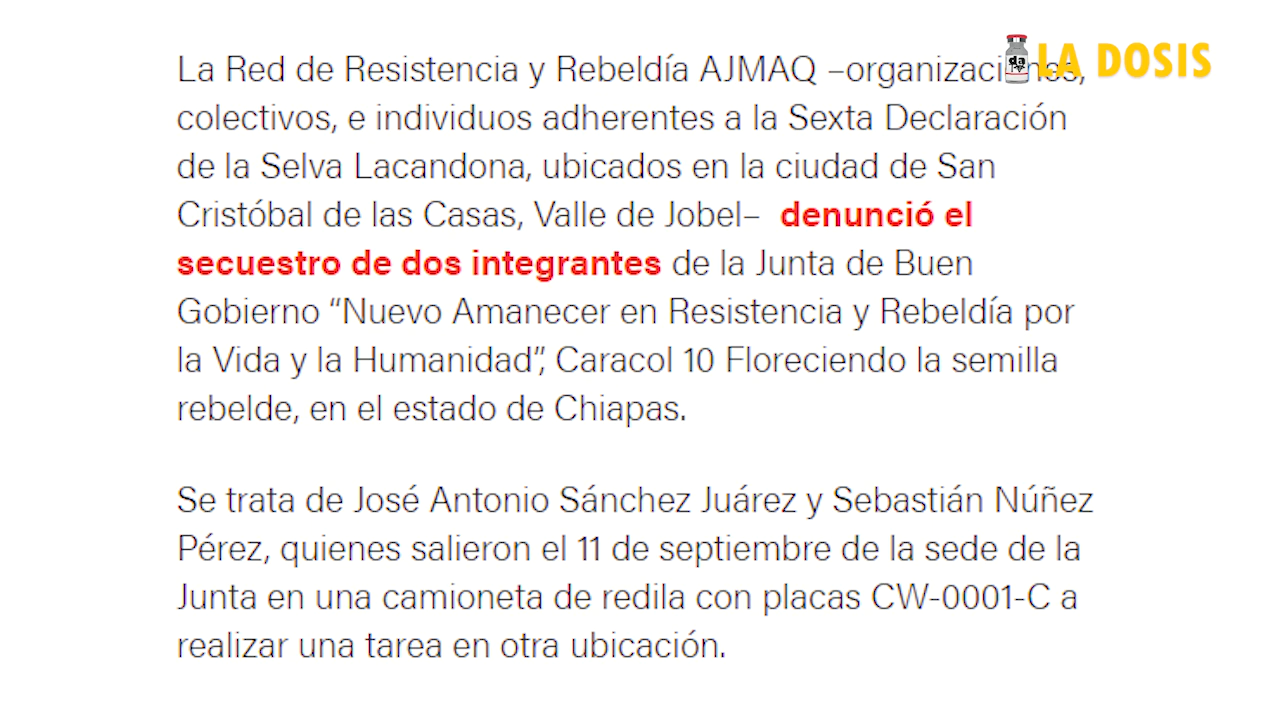 LA DOSIS
La Red de Resistencia y Rebeldía AJMAQ –organizaciones,
colectivos, e individuos adherentes a la Sexta Declaración
de la Selva Lacandona, ubicados en la ciudad de San
Cristóbal de las Casas, Valle de Jobel– denunció el
secuestro de dos integrantes de la Junta de Buen
Gobierno “Nuevo Amanecer en Resistencia y Rebeldía por
la Vida y la Humanidad”, Caracol 10 Floreciendo la semilla
rebelde, en el estado de Chiapas.
Se trata de José Antonio Sánchez Juárez y Sebastián Núñez
Pérez, quienes salieron el 11 de septiembre de la sede de la
Junta en una camioneta de redila con placas CW-0001-C a
realizar una tarea en otra ubicación.